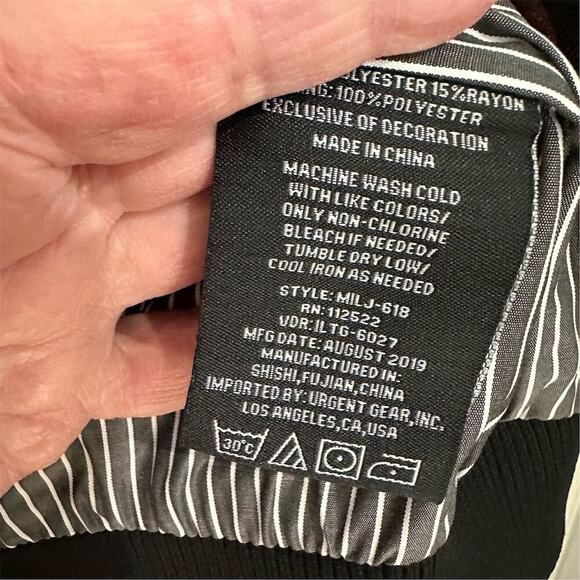 15%RAYON
100%POLYESTER
EXCLUSIVE OF DECORATION
MADE IN CHINA
MACHINE WASH COLD
WITH LIKE COLORS/
ONLY NON-CHLORINE
BLEACH IF NEEDED/
TUMBLE DRY LOW/
COOL IRON AS NEEDED
STYLE: MILJ-618
RN: 112522
VDR: ILTG-6027
MFG DATE: AUGUST 2019
MANUFACTURED IN:
SHISHI, FUJIAN, CHINA
IMPORTED BY: URGENT GEAR, INC.
LOS ANGELES, CA, USA
30°C